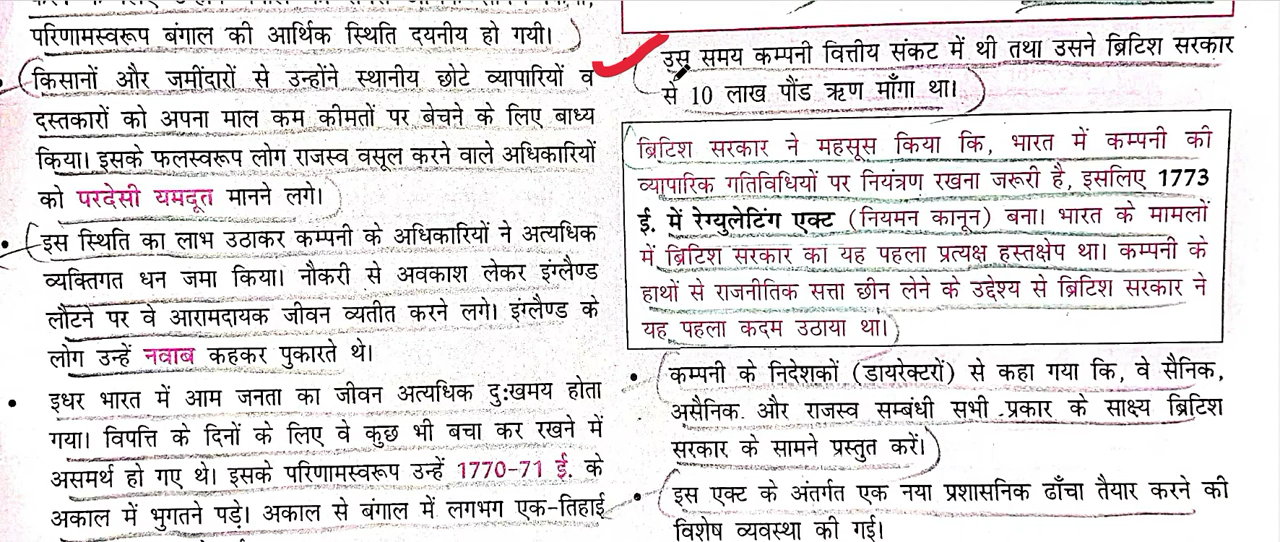 परिणामस्वरूप बंगाल की आर्थिक स्थिति दयनीय हो गयी।
किसानों और जमींदारों से उन्होंने स्थानीय छोटे व्यापारियों व
दस्तकारों को अपना माल कम कीमतों पर बेचने के लिए बाध्य
किया। इसके फलस्वरूप लोग राजस्व वसूल करने वाले अधिकारियों
को परदेसी यमदूत मानने लगे।
• इस स्थिति का लाभ उठाकर कम्पनी के अधिकारियों ने अत्यधिक
व्यक्तिगत धन जमा किया। नौकरी से अवकाश लेकर इंग्लैण्ड
लौटने पर वे आरामदायक जीवन व्यतीत करने लगे। इंग्लैण्ड के
लोग उन्हें नवाब कहकर पुकारते थे।
• इधर भारत में आम जनता का जीवन अत्यधिक दुःखमय होता
गया। विपत्ति के दिनों के लिए वे कुछ भी बचा कर रखने में
असमर्थ हो गए थे। इसके परिणामस्वरूप उन्हें 1770-71 ई. के
अकाल में भुगतने पड़े। अकाल से बंगाल में लगभग एक-तिहाई
उस समय कम्पनी वित्तीय संकट में थी तथा उसने ब्रिटिश सरकार
से 10 लाख पौंड ऋण माँगा था।
ब्रिटिश सरकार ने महसूस किया कि, भारत में कम्पनी की
व्यापारिक गतिविधियों पर नियंत्रण रखना जरूरी है, इसलिए 1773
ई. में रेग्युलेटिंग एक्ट (नियमन कानून) बना। भारत के मामलों
में ब्रिटिश सरकार का यह पहला प्रत्यक्ष हस्तक्षेप था। कम्पनी के
हाथों से राजनीतिक सत्ता छीन लेने के उद्देश्य से ब्रिटिश सरकार ने
यह पहला कदम उठाया था।
• कम्पनी के निदेशकों (डायरेक्टरों) से कहा गया कि, वे सैनिक,
असैनिक और राजस्व सम्बंधी सभी प्रकार के साक्ष्य ब्रिटिश
सरकार के सामने प्रस्तुत करें।
• इस एक्ट के अंतर्गत एक नया प्रशासनिक ढाँचा तैयार करने की
विशेष व्यवस्था की गई।